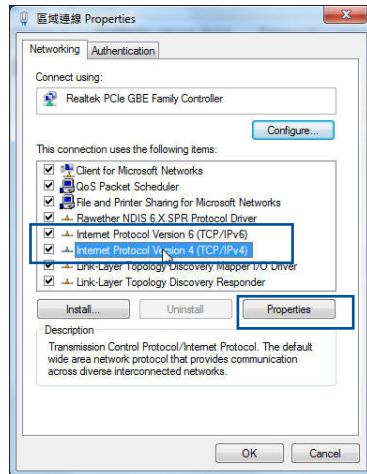 區域連線 Properties
Networking Authentication
Connect using:
Realtek PCIe GBE Family Controller
Configure...
This connection uses the following items:
Client for Microsoft Networks
QoS Packet Scheduler
File and Printer Sharing for Microsoft Networks
Rawether NDIS 6.X SPR Protocol Driver
Internet Protocol Version 6 (TCP/IPv6)
Internet Protocol Version 4 (TCP/IPv4)
Link-Layer Topology Discovery Mapper I/O Driver
Link-Layer Topology Discovery Responder
Install... Uninstall Properties
Description
Transmission Control Protocol/Internet Protocol. The default
wide area network protocol that provides communication
across diverse interconnected networks.
OK Cancel